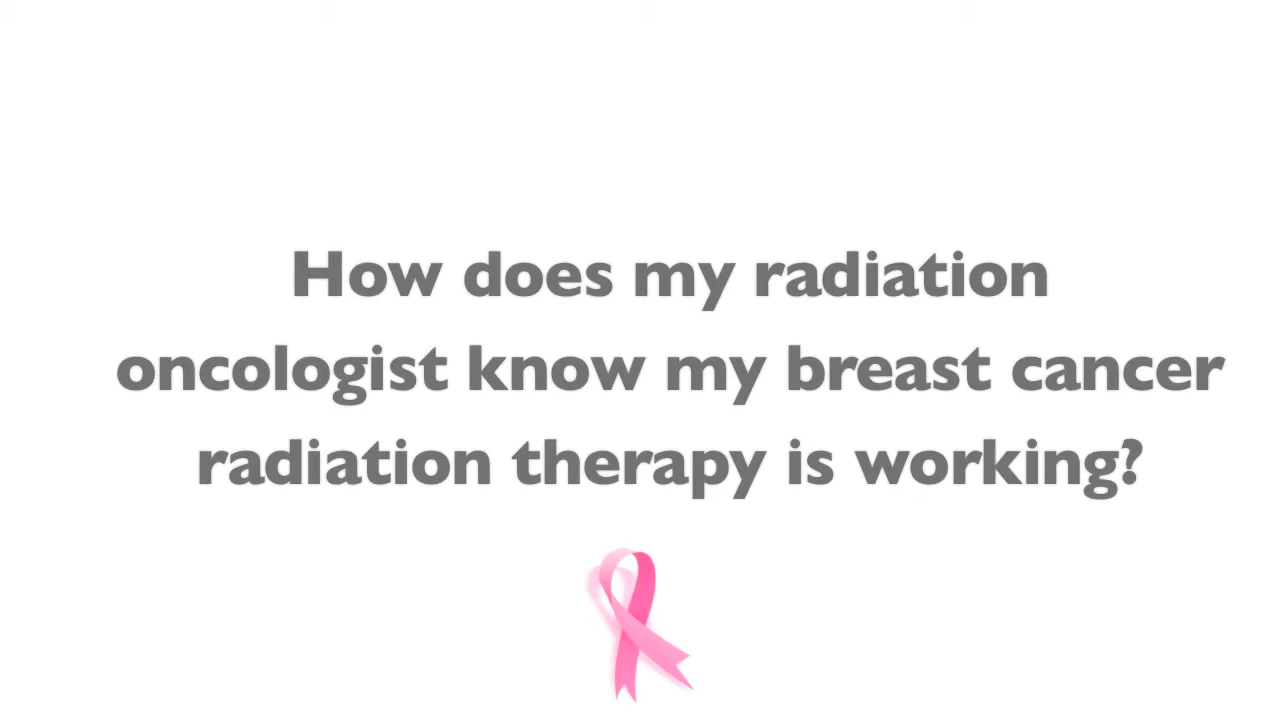 How does my radiation
oncologist know my breast cancer
radiation therapy is working?